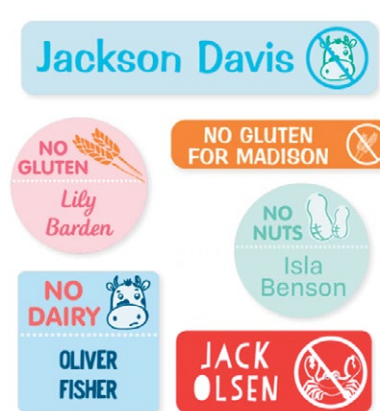 Jackson Davis
NO
GLUTEN
Lily
Barden
NO GLUTEN
FOR MADISON
NO
NUTS
Isla
Benson
NO
DAIRY
OLIVER
FISHER
JACK
OLSEN